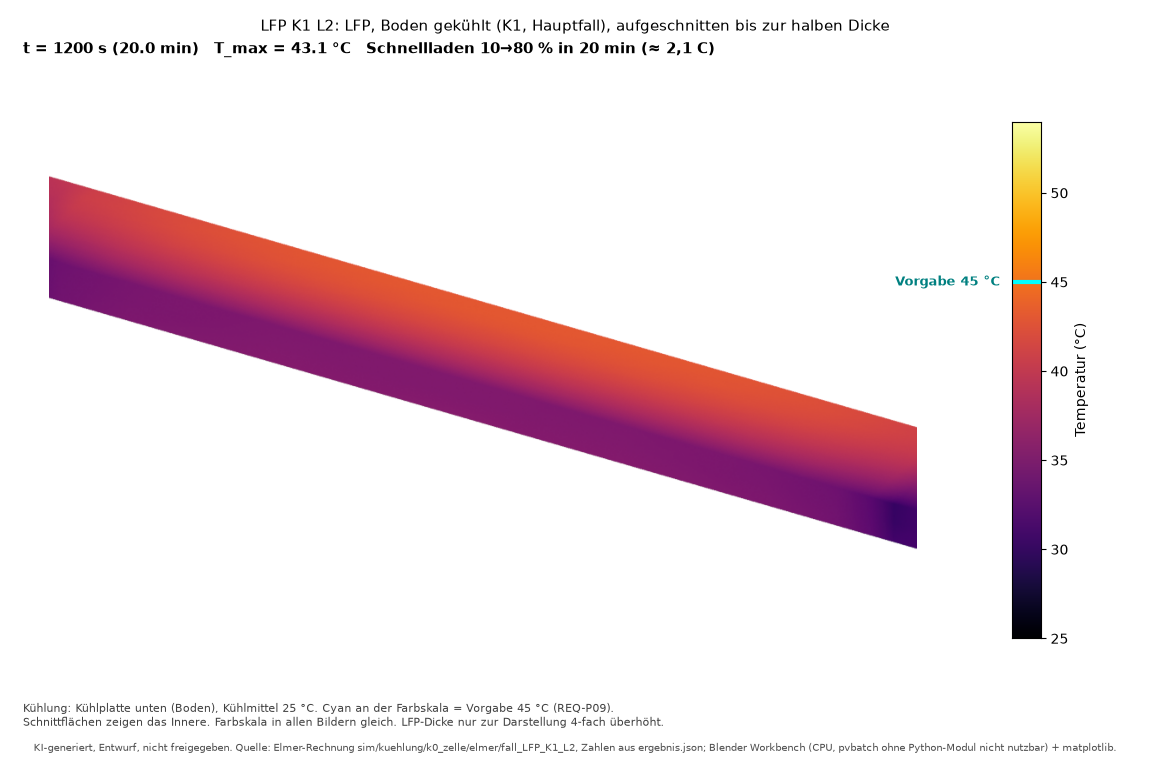 LFP K1 L2: LFP, Boden gekühlt (K1, Hauptfall), aufgeschnitten bis zur halben Dicke
t = 1200 s (20.0 min)   T_max = 43.1 °C   Schnellladen 10→80 % in 20 min (≈ 2,1 C)
50
Vorgabe 45 °C
45
40
Temperatur (°C)
35
30
25
Kühlung: Kühlplatte unten (Boden), Kühlmittel 25 °C. Cyan an der Farbskala = Vorgabe 45 °C (REQ-P09).
Schnittflächen zeigen das Innere. Farbskala in allen Bildern gleich. LFP-Dicke nur zur Darstellung 4-fach überhöht.
KI-generiert, Entwurf, nicht freigegeben. Quelle: Elmer-Rechnung sim/kuehlung/k0_zelle/elmer/fall_LFP_K1_L2, Zahlen aus ergebnis.json; Blender Workbench (CPU, pvbatch ohne Python-Modul nicht nutzbar) + matplotlib.